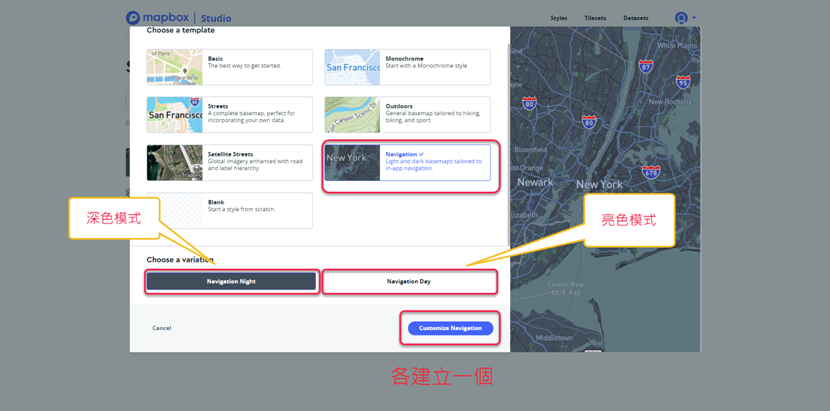 mapbox | Studio
Styles Tilesets Datasets
Choose a template
Basic
The best way to get started.
Monochrome
Start with a Monochrome style.
San Francisco
Streets
A complete basemap, perfect for
incorporating your own data.
San Francisco
Outdoors
General basemap tailored to hiking,
biking, and sport.
Satellite Streets
Global imagery enhanced with road
and label hierarchy.
New York
Navigation
Light and dark basemaps tailored to
in-app navigation.
Blank
Start a style from scratch.
深色模式
亮色模式
Choose a variation
Navigation Night
Navigation Day
Cancel
Customize Navigation
各建立一個
White Plains
87
95
New Rochelle
80
80
Bloomfield
st Orange
678
Newark
New York
Lower New
York Bay
Middletown